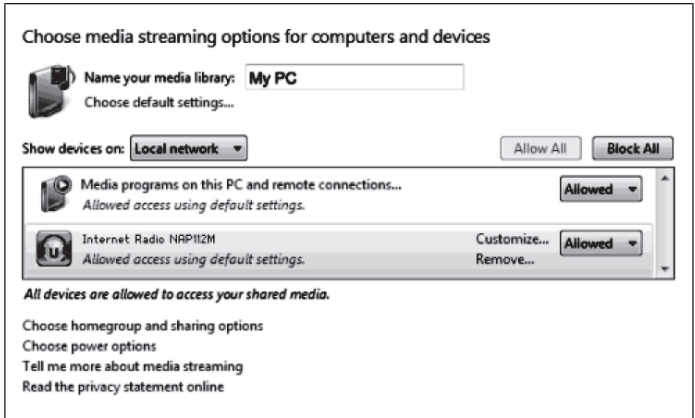 Choose media streaming options for computers and devices
Name your media library: My PC
Choose default settings...
Show devices on: Local network Allow All Block All
Media programs on this PC and remote connections... Allowed
Allowed access using default settings.
Internet Radio NAP112M Customize... Allowed
Allowed access using default settings. Remove...
All devices are allowed to access your shared media.
Choose homegroup and sharing options
Choose power options
Tell me more about media streaming
Read the privacy statement online